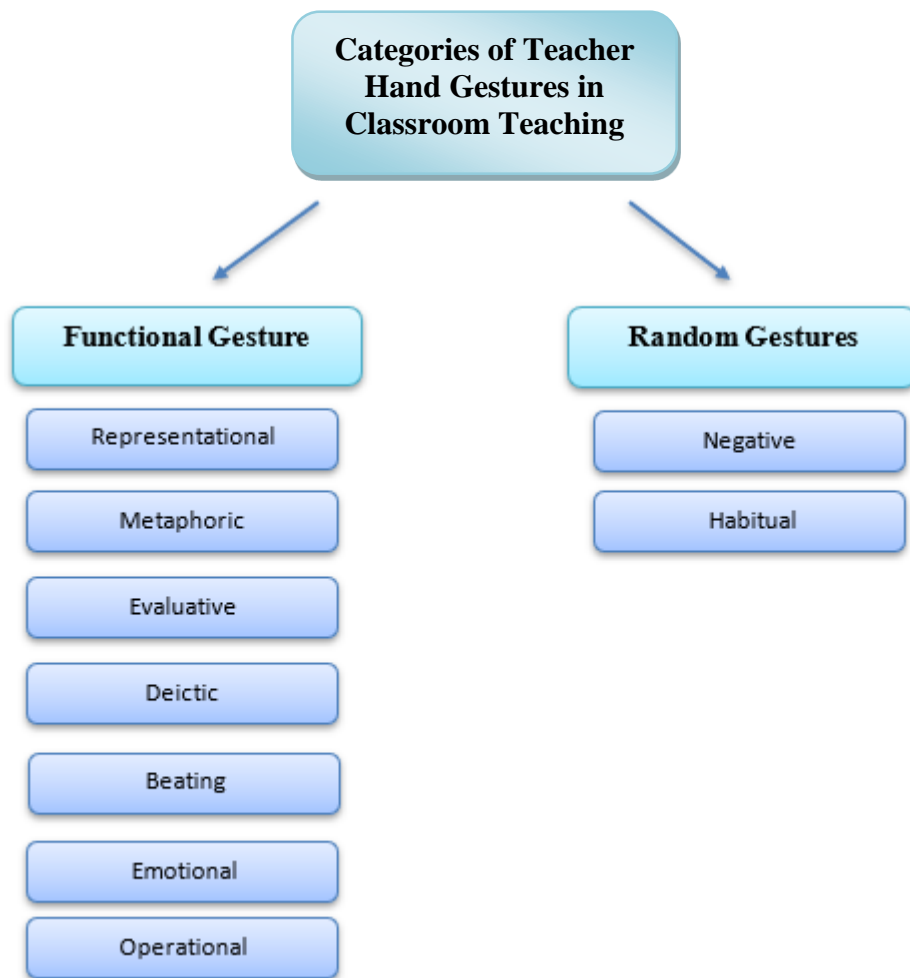 Categories of Teacher
Hand Gestures in
Classroom Teaching
Functional Gesture
Representational
Metaphoric
Evaluative
Deictic
Beating
Emotional
Operational
Random Gestures
Negative
Habitual